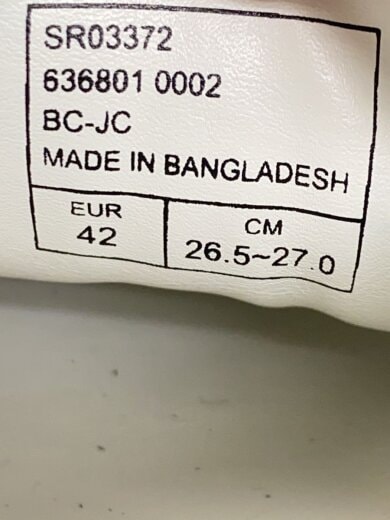 SR03372
636801 0002
BC-JC
MADE IN BANGLADESH
EUR
42
CM
26.5~27.0